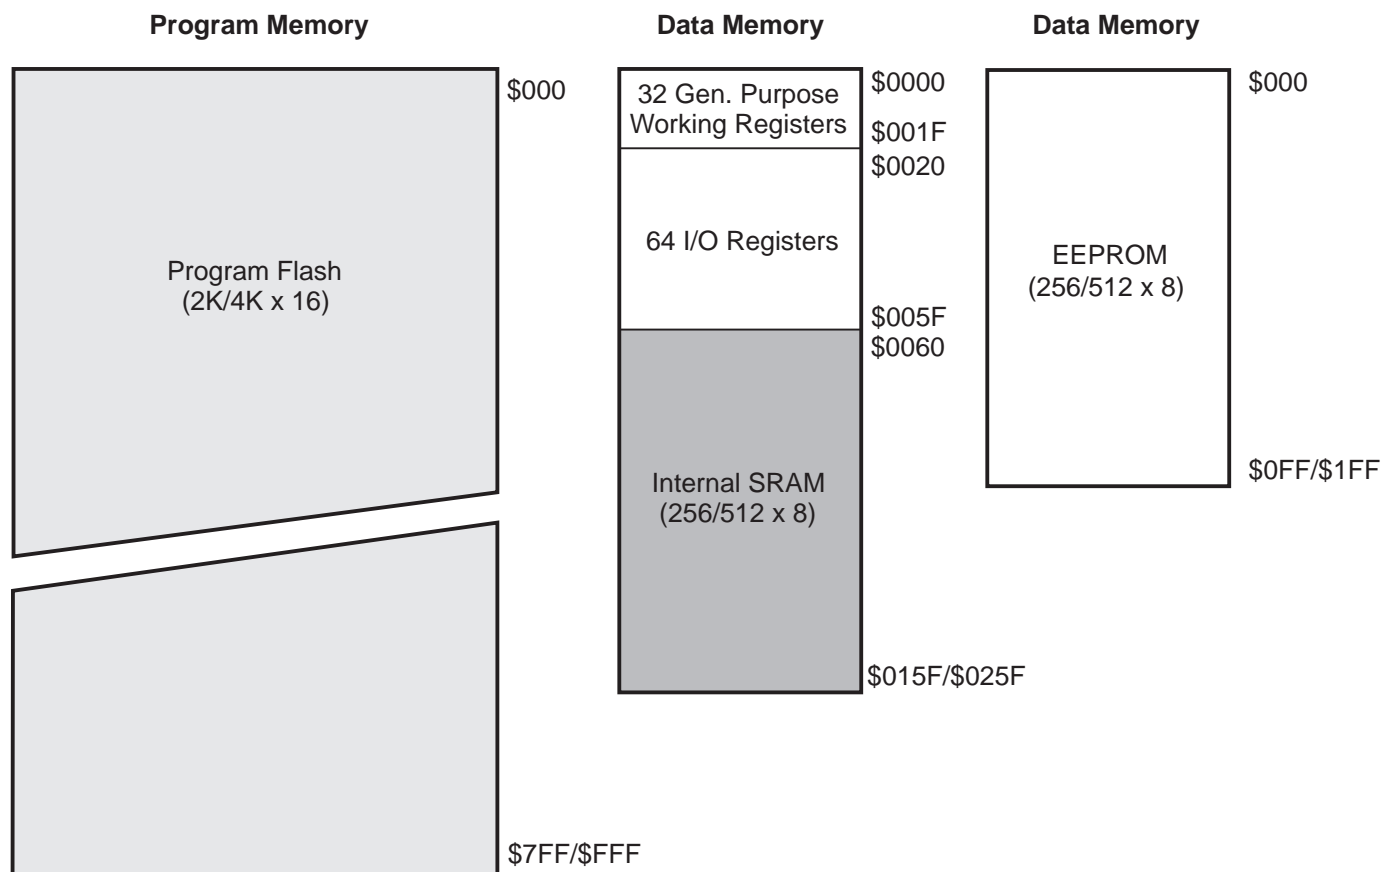 Program Memory
$000
Program Flash
(2K/4K x 16)
$7FF/$FFF
Data Memory
32 Gen. Purpose
Working Registers
$0000
$001F
$0020
64 I/O Registers
$005F
$0060
Internal SRAM
(256/512 x 8)
$015F/$025F
Data Memory
$000
EEPROM
(256/512 x 8)
$0FF/$1FF